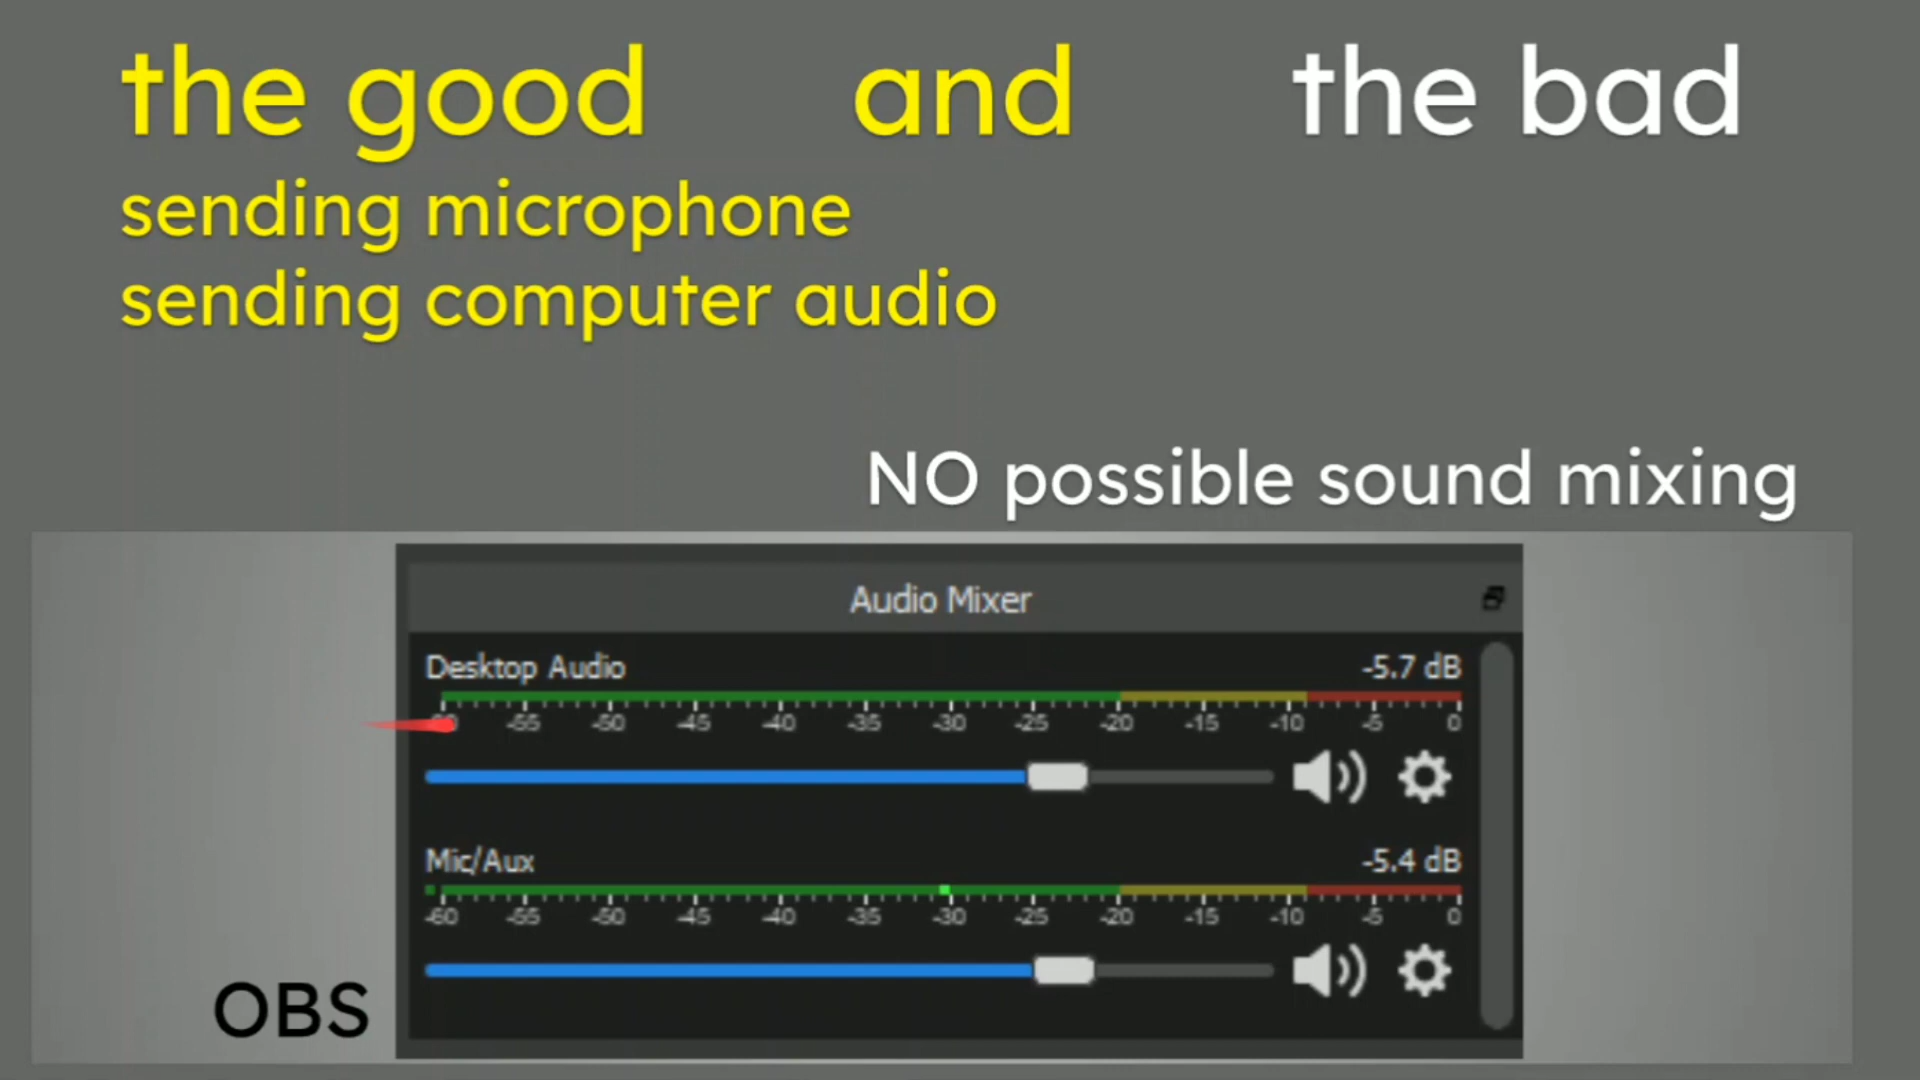 the good and the bad
sending microphone
sending computer audio
NO possible sound mixing
Audio Mixer
Desktop Audio -5.7 dB
-55 -50 -45 -40 -35 -30 -25 -20 -15 -10 -5 0
Mic/Aux -5.4 dB
-60 -55 -50 -45 -40 -35 -30 -25 -20 -15 -10 -5 0
OBS